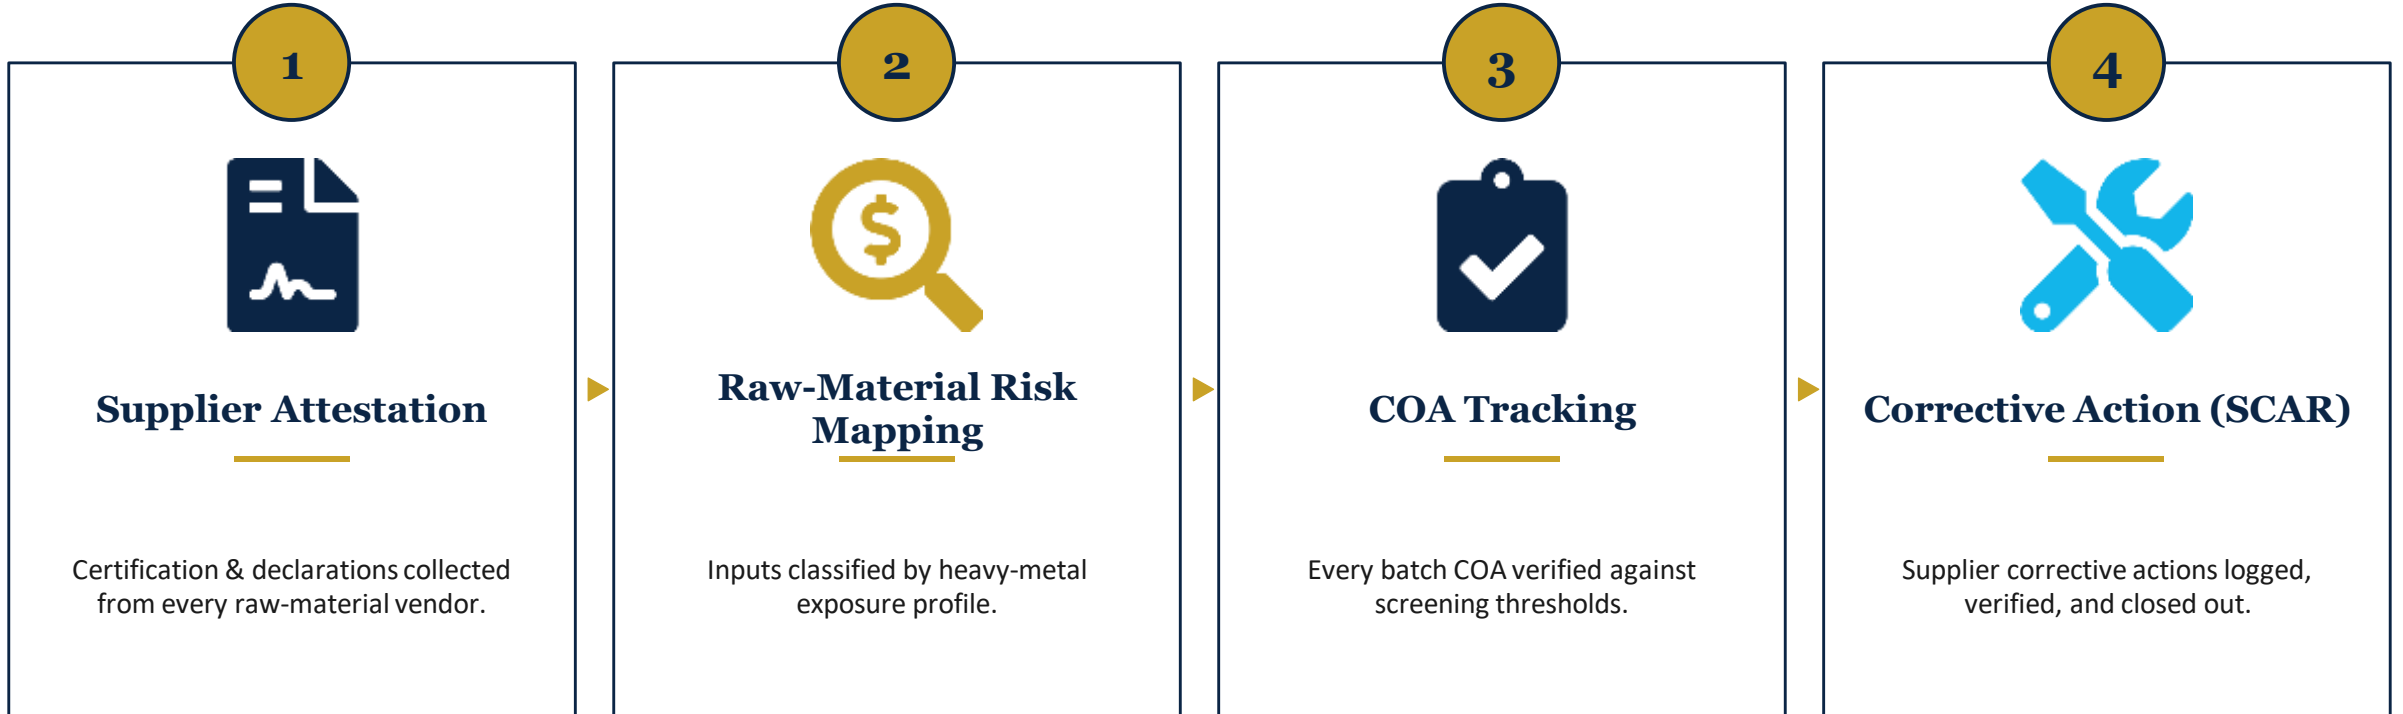 1
Supplier Attestation
Certification & declarations collected
from every raw-material vendor.
2
$
Raw-Material Risk
Mapping
Inputs classified by heavy-metal
exposure profile.
3
COA Tracking
Every batch COA verified against
screening thresholds.
4
Corrective Action (SCAR)
Supplier corrective actions logged,
verified, and closed out.